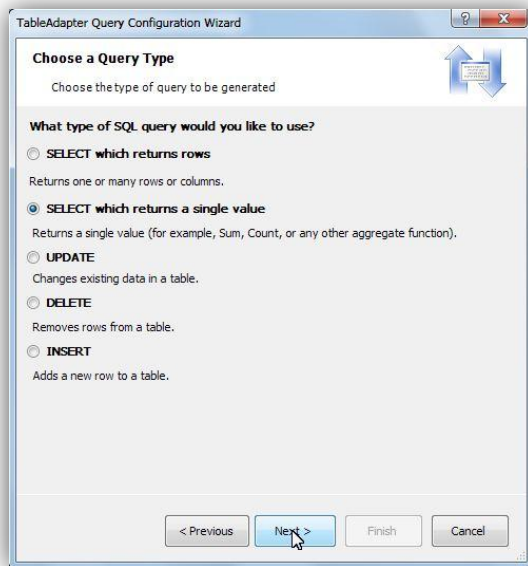 TableAdapter Query Configuration Wizard
Choose a Query Type
Choose the type of query to be generated
What type of SQL query would you like to use?
SELECT which returns rows
Returns one or many rows or columns.
SELECT which returns a single value
Returns a single value (for example, Sum, Count, or any other aggregate function).
UPDATE
Changes existing data in a table.
DELETE
Removes rows from a table.
INSERT
Adds a new row to a table.
< Previous Next > Finish Cancel